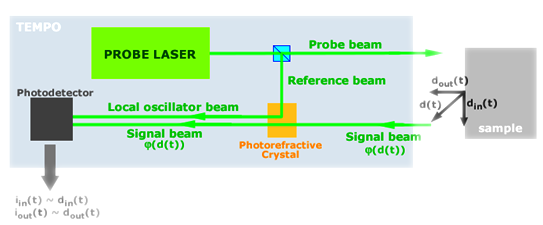 TEMPO
PROBE LASER
Probe beam
Reference beam
Photodetector
Local oscillator beam
Signal beam
φ(d(t))
Photorefractive
Crystal
Signal beam
φ(d(t))
d_out(t)
d(t)
d_in(t)
sample
i_in(t) ~ d_in(t)
i_out(t) ~ d_out(t)